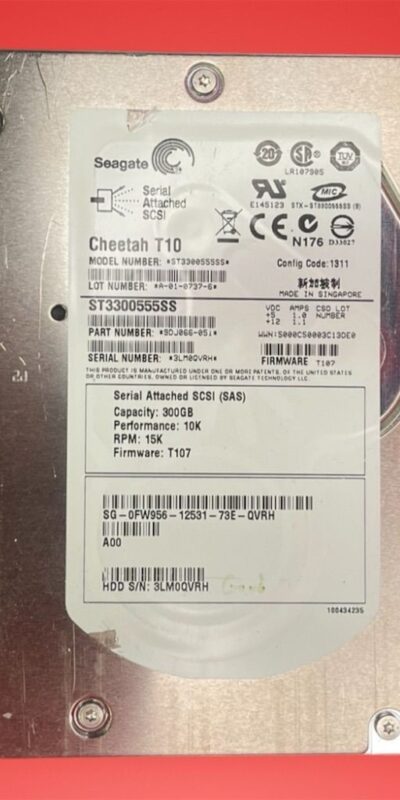 Seagate
Serial
Attached
SCSI
LR107905
E145123 STX-ST3300555SS (B)
MIC
N176 D33027
Cheetah T10
MODEL NUMBER: *ST3300555SS*
Config Code:1311
LOT NUMBER: *A-01-0737-6*
新加坡制
MADE IN SINGAPORE
ST3300555SS
VDC AMPS CSO LOT
+5 1.0 NUMBER
+12 1.1
PART NUMBER: *9DJ066-051*
WWN:5000C50003C13DE0
SERIAL NUMBER: *3LM0QVRH*
FIRMWARE T107
THIS PRODUCT IS MANUFACTURED UNDER ONE OR MORE PATENTS, OF THE UNITED STATES
OR OTHER COUNTRIES, OWNED OR LICENSED BY SEAGATE TECHNOLOGY LLC.
Serial Attached SCSI (SAS)
Capacity: 300GB
Performance: 10K
RPM: 15K
Firmware: T107
SG-0FW956-12531-73E-QVRH
A00
HDD S/N: 3LM0QVRH
100434235